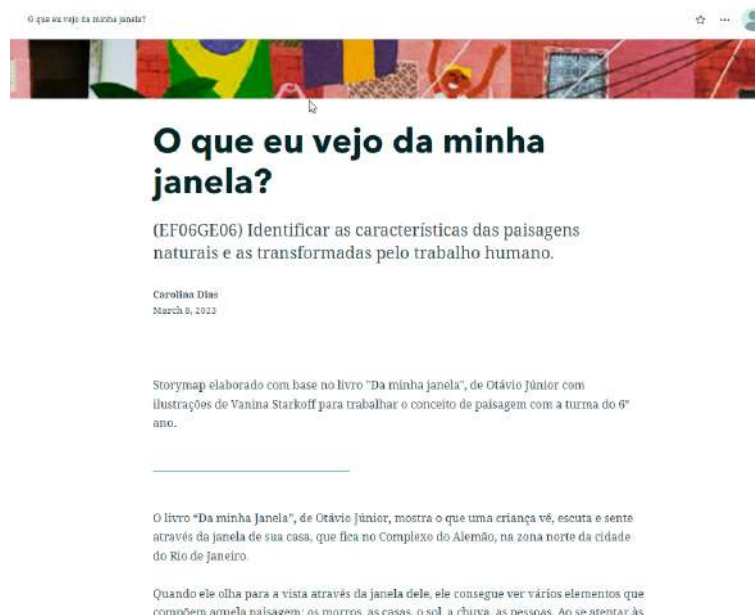 O que eu vejo da minha janela?
O que eu vejo da minha
janela?
(EF06GE06) Identificar as características das paisagens
naturais e as transformadas pelo trabalho humano.
Carolina Dias
March 8, 2023
Storymap elaborado com base no livro "Da minha janela", de Otávio Júnior com
ilustrações de Vanina Starkoff para trabalhar o conceito de paisagem com a turma do 6°
ano.
O livro “Da minha Janela”, de Otávio Júnior, mostra o que uma criança vê, escuta e sente
através da janela de sua casa, que fica no Complexo do Alemão, na zona norte da cidade
do Rio de Janeiro.
Quando ele olha para a vista através da janela dele, ele consegue ver vários elementos que
compõem aquela paisagem: os morros, as casas, o sol, a chuva, as pessoas. Ao se atentar às